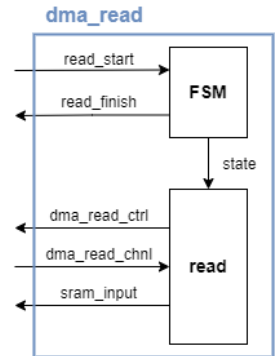 dma_read
read_start
FSM
read_finish
state
dma_read_ctrl
dma_read_chnl
read
sram_input